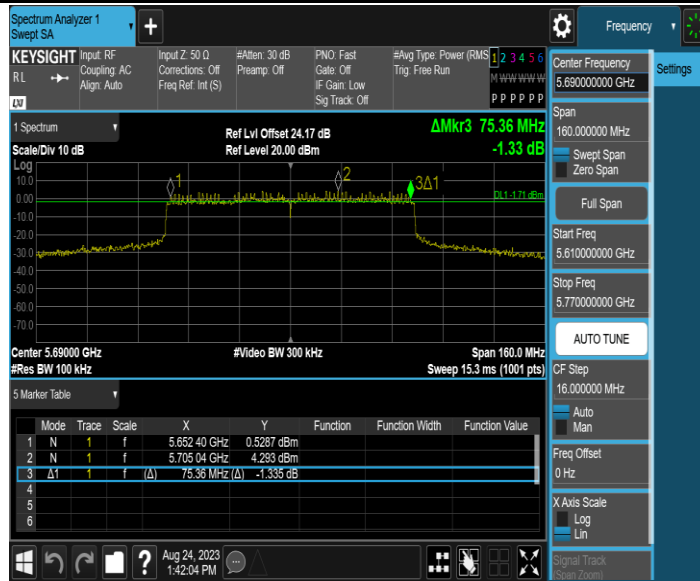 Spectrum Analyzer 1
Swept SA
+
Frequency
KEYSIGHT
Input: RF
Input Z: 50 Ω
#Atten: 30 dB
PNO: Fast
#Avg Type: Power (RMS
1 2 3 4 5 6
RL
Coupling: AC
Corrections: Off
Preamp: Off
Gate: Off
Trig: Free Run
M W W W W W
Align: Auto
Freq Ref: Int (S)
IF Gain: Low
Sig Track: Off
P P P P P P
LXI
1 Spectrum
Scale/Div 10 dB
Ref Lvl Offset 24.17 dB
Ref Level 20.00 dBm
ΔMkr3 75.36 MHz
-1.33 dB
Log
10.0
0.00
-10.0
-20.0
-30.0
-40.0
-50.0
-60.0
-70.0
1
2
3Δ1
DL1 -1.71 dBm
Center 5.69000 GHz
#Video BW 300 kHz
Span 160.0 MHz
#Res BW 100 kHz
Sweep 15.3 ms (1001 pts)
5 Marker Table
Mode Trace Scale X Y Function Function Width Function Value
1 N 1 f 5.652 40 GHz 0.5287 dBm
2 N 1 f 5.705 04 GHz 4.293 dBm
3 Δ1 1 f (Δ) 75.36 MHz (Δ) -1.335 dB
4
5
6
?
Aug 24, 2023
1:42:04 PM
Center Frequency
5.690000000 GHz
Settings
Span
160.000000 MHz
Swept Span
Zero Span
Full Span
Start Freq
5.610000000 GHz
Stop Freq
5.770000000 GHz
AUTO TUNE
CF Step
16.000000 MHz
Auto
Man
Freq Offset
0 Hz
X Axis Scale
Log
Lin
Signal Track
(Span Zoom)